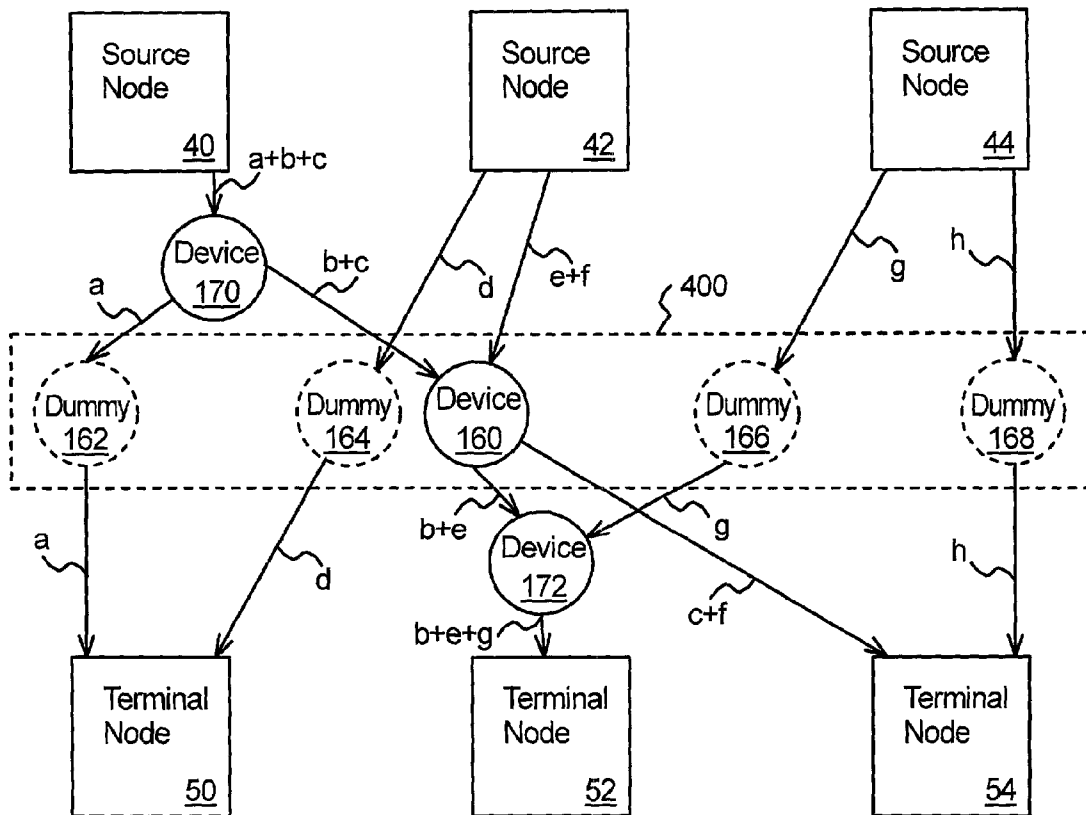 Source
Node
40
Source
Node
42
Source
Node
44
a+b+c
Device
170
b+c
a
d
e+f
g
h
400
Dummy
162
Dummy
164
Device
160
Dummy
166
Dummy
168
b+e
g
a
d
Device
172
c+f
h
b+e+g
Terminal
Node
50
Terminal
Node
52
Terminal
Node
54